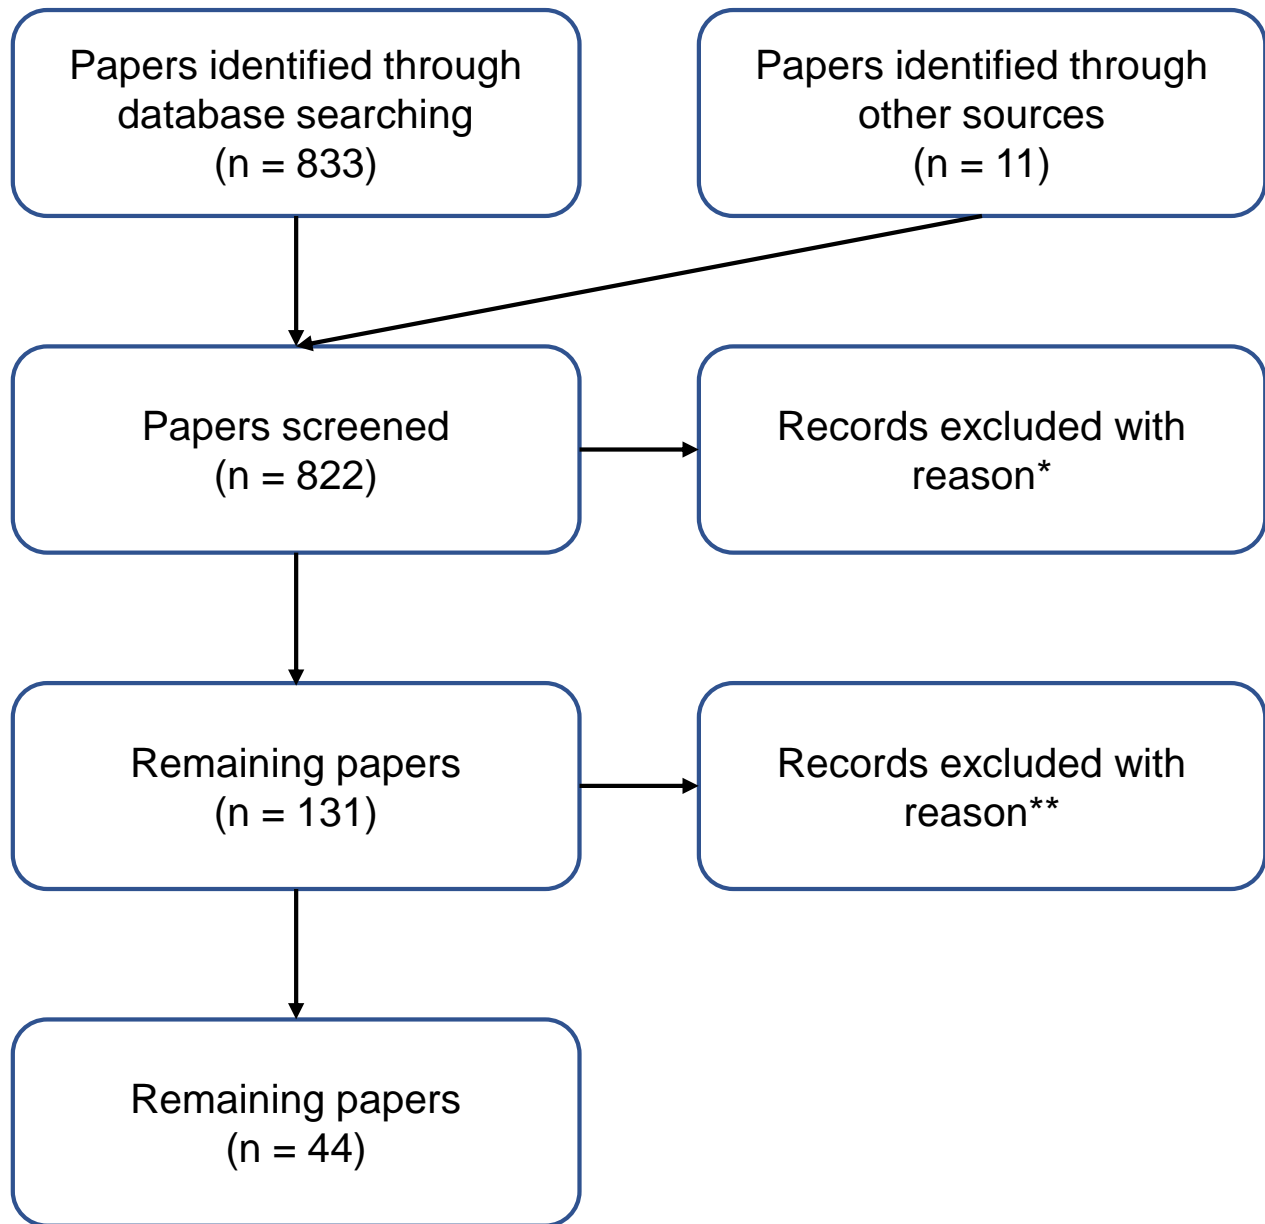 Papers identified through
database searching
(n = 833)
Papers identified through
other sources
(n = 11)
Papers screened
(n = 822)
Records excluded with
reason*
Remaining papers
(n = 131)
Records excluded with
reason**
Remaining papers
(n = 44)